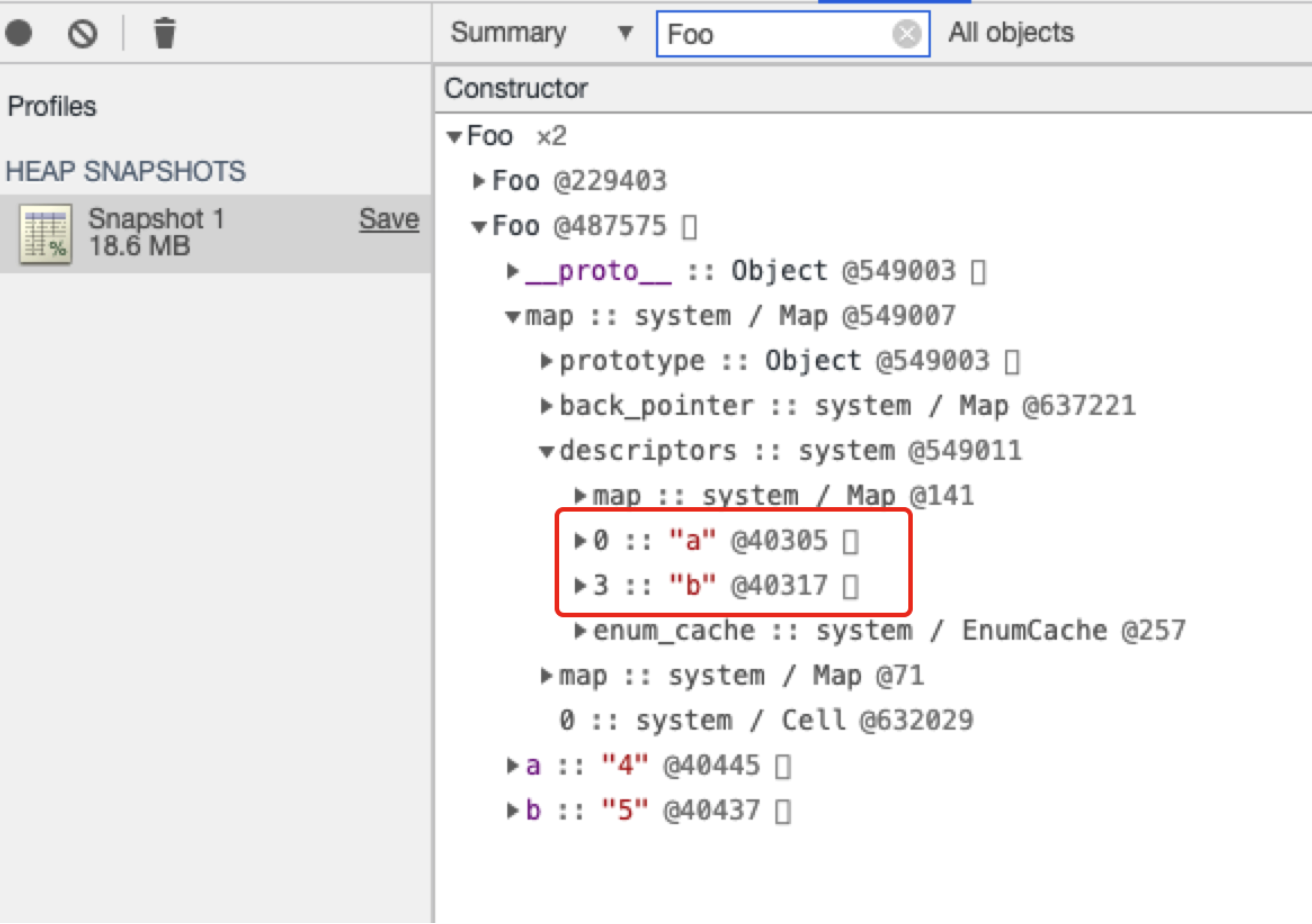 Summary ▼ Foo All objects
Profiles
HEAP SNAPSHOTS
Snapshot 1 Save
18.6 MB
%
Constructor
▼Foo ×2
▶Foo @229403
▼Foo @487575 []
▶__proto__ :: Object @549003 []
▼map :: system / Map @549007
▶prototype :: Object @549003 []
▶back_pointer :: system / Map @637221
▼descriptors :: system @549011
▶map :: system / Map @141
▶0 :: "a" @40305 []
▶3 :: "b" @40317 []
▶enum_cache :: system / EnumCache @257
▶map :: system / Map @71
0 :: system / Cell @632029
▶a :: "4" @40445 []
▶b :: "5" @40437 []